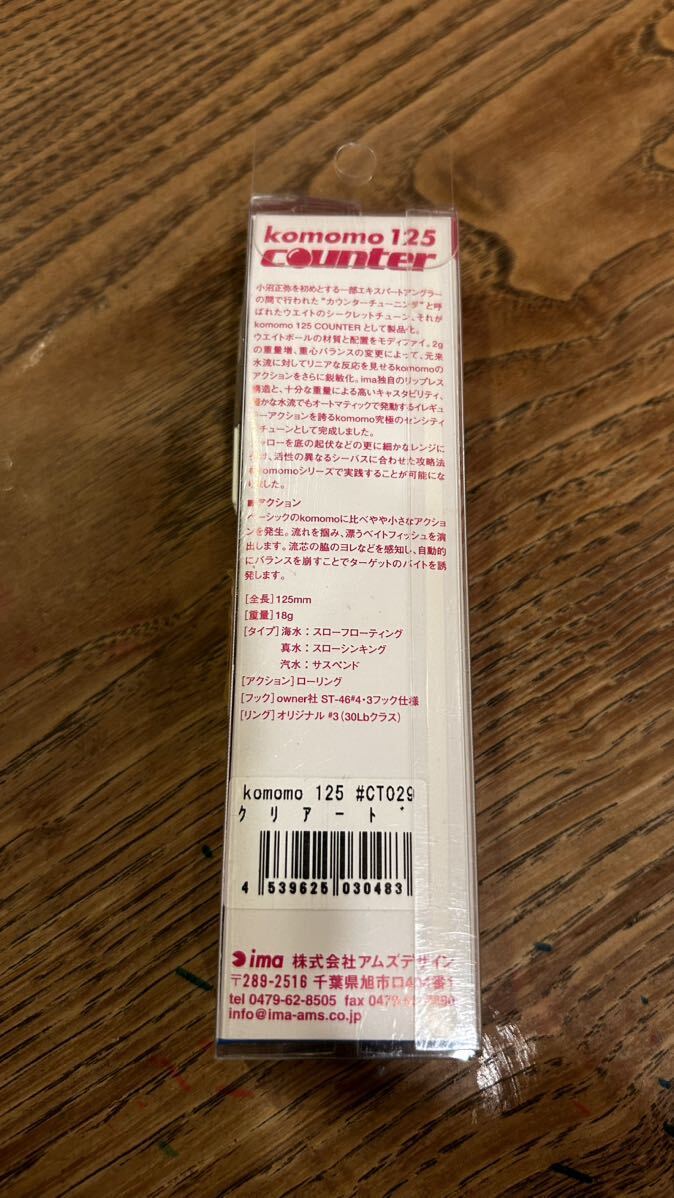 komomo 125
counter
小沼正弥を初めとする一部エキスパートアングラー
の間で行われた"カウンターチューニング"と呼
ばれたウエイトのシークレットチューン、それが
komomo 125 COUNTERとして製品化。
ウエイトボールの材質と配置をモディファイ。2g
の重量増、重心バランスの変更によって、元来
水流に対してリニアな反応を見せるkomomoの
アクションをさらに鋭敏化。ima独自のリップレス
構造と、十分な重量による高いキャスタビリティ、
かな水流でもオートマティックで発動するイレギュ
ーアクションを誇るkomomo究極のセンシティ
チューンとして完成しました。
ャローを底の起伏などの更に細かなレンジに
け、活性の異なるシーバスに合わせた攻略法
omomoシリーズで実践することが可能にな
ました。
■アクション
ベーシックのkomomoに比べやや小さなアクショ
ンを発生。流れを掴み、漂うベイトフィッシュを演
出します。流芯の脇のヨレなどを感知し、自動的
にバランスを崩すことでターゲットのバイトを誘
発します。
[全長]125mm
[重量]18g
[タイプ]海水：スローフローティング
真水：スローシンキング
汽水：サスペンド
[アクション]ローリング
[フック]owner社 ST-46#4・3フック仕様
[リング]オリジナル #3(30Lbクラス)
komomo 125 #CT029
クリアート゛
4 539625 030483
ima 株式会社アムズデザイン
〒289-2516 千葉県旭市ロ404番1
tel 0479-62-8505 fax 0479-
info@ima-ams.co.jp